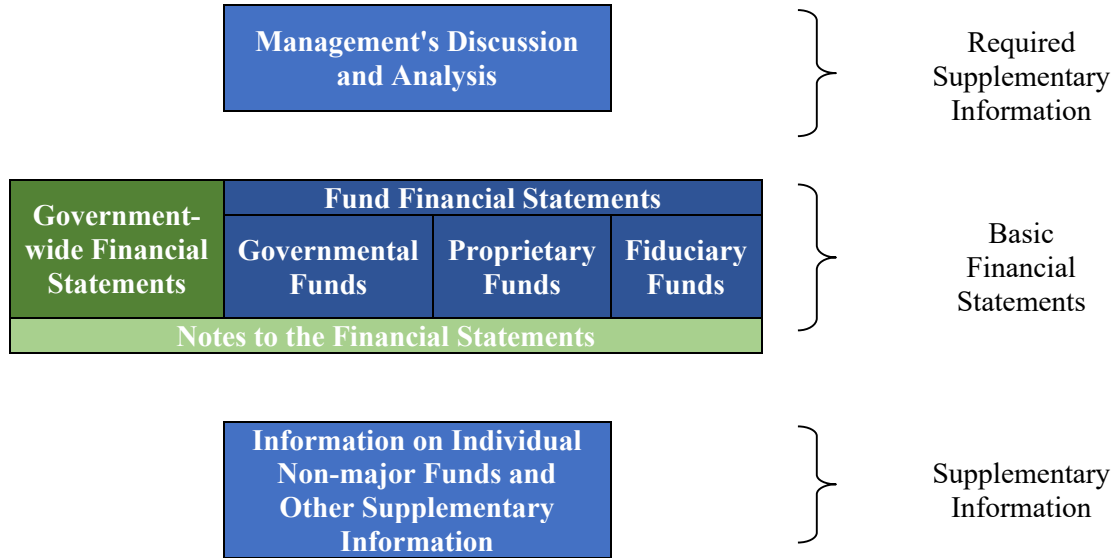 Management's Discussion
and Analysis
Required
Supplementary
Information
Government-
wide Financial
Statements
Fund Financial Statements
Governmental
Funds
Proprietary
Funds
Fiduciary
Funds
Notes to the Financial Statements
Basic
Financial
Statements
Information on Individual
Non-major Funds and
Other Supplementary
Information
Supplementary
Information